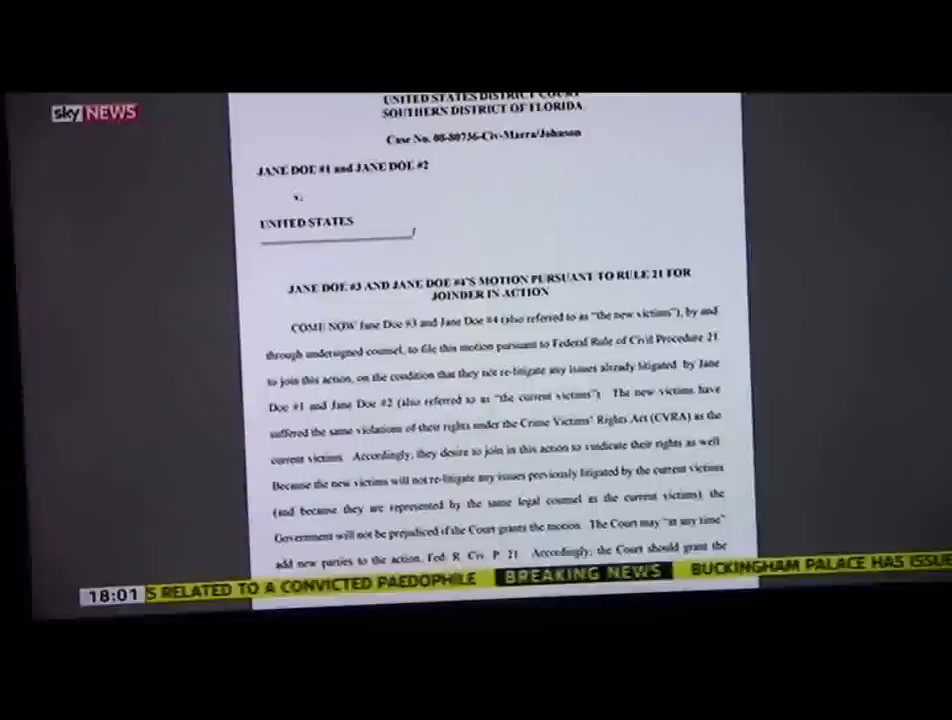 sky NEWS
UNITED STATES DISTRICT COURT
SOUTHERN DISTRICT OF FLORIDA
Case No. 08-80736-Civ-Marra/Johnson
JANE DOE #1 and JANE DOE #2
v.
UNITED STATES
/
JANE DOE #3 AND JANE DOE #4'S MOTION PURSUANT TO RULE 21 FOR
JOINDER IN ACTION
COME NOW Jane Doe #3 and Jane Doe #4 (also referred to as "the new victims"), by and
through undersigned counsel, to file this motion pursuant to Federal Rule of Civil Procedure 21
to join this action, on the condition that they not re-litigate any issues already litigated by Jane
Doe #1 and Jane Doe #2 (also referred to as "the current victims"). The new victims have
suffered the same violations of their rights under the Crime Victims' Rights Act (CVRA) as the
current victims. Accordingly, they desire to join in this action to vindicate their rights as well.
Because the new victims will not re-litigate any issues previously litigated by the current victims
(and because they are represented by the same legal counsel as the current victims), the
Government will not be prejudiced if the Court grants the motion. The Court may "at any time"
add new parties to the action, Fed. R. Civ. P. 21. Accordingly, the Court should grant the
18:01 S RELATED TO A CONVICTED PAEDOPHILE BREAKING NEWS BUCKINGHAM PALACE HAS ISSUE